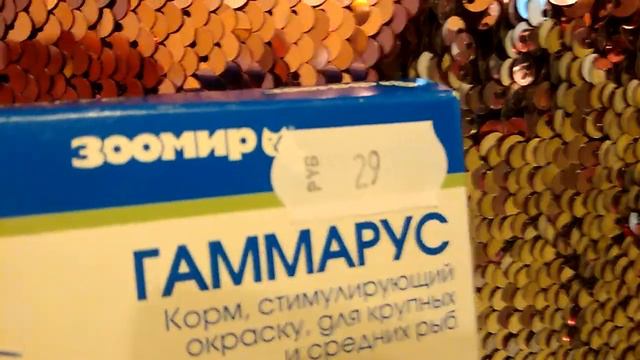 ЗООМИР
РУБ 29
ГАММАРУС
Корм, стимулирующий
окраску, для крупных
и средних рыб